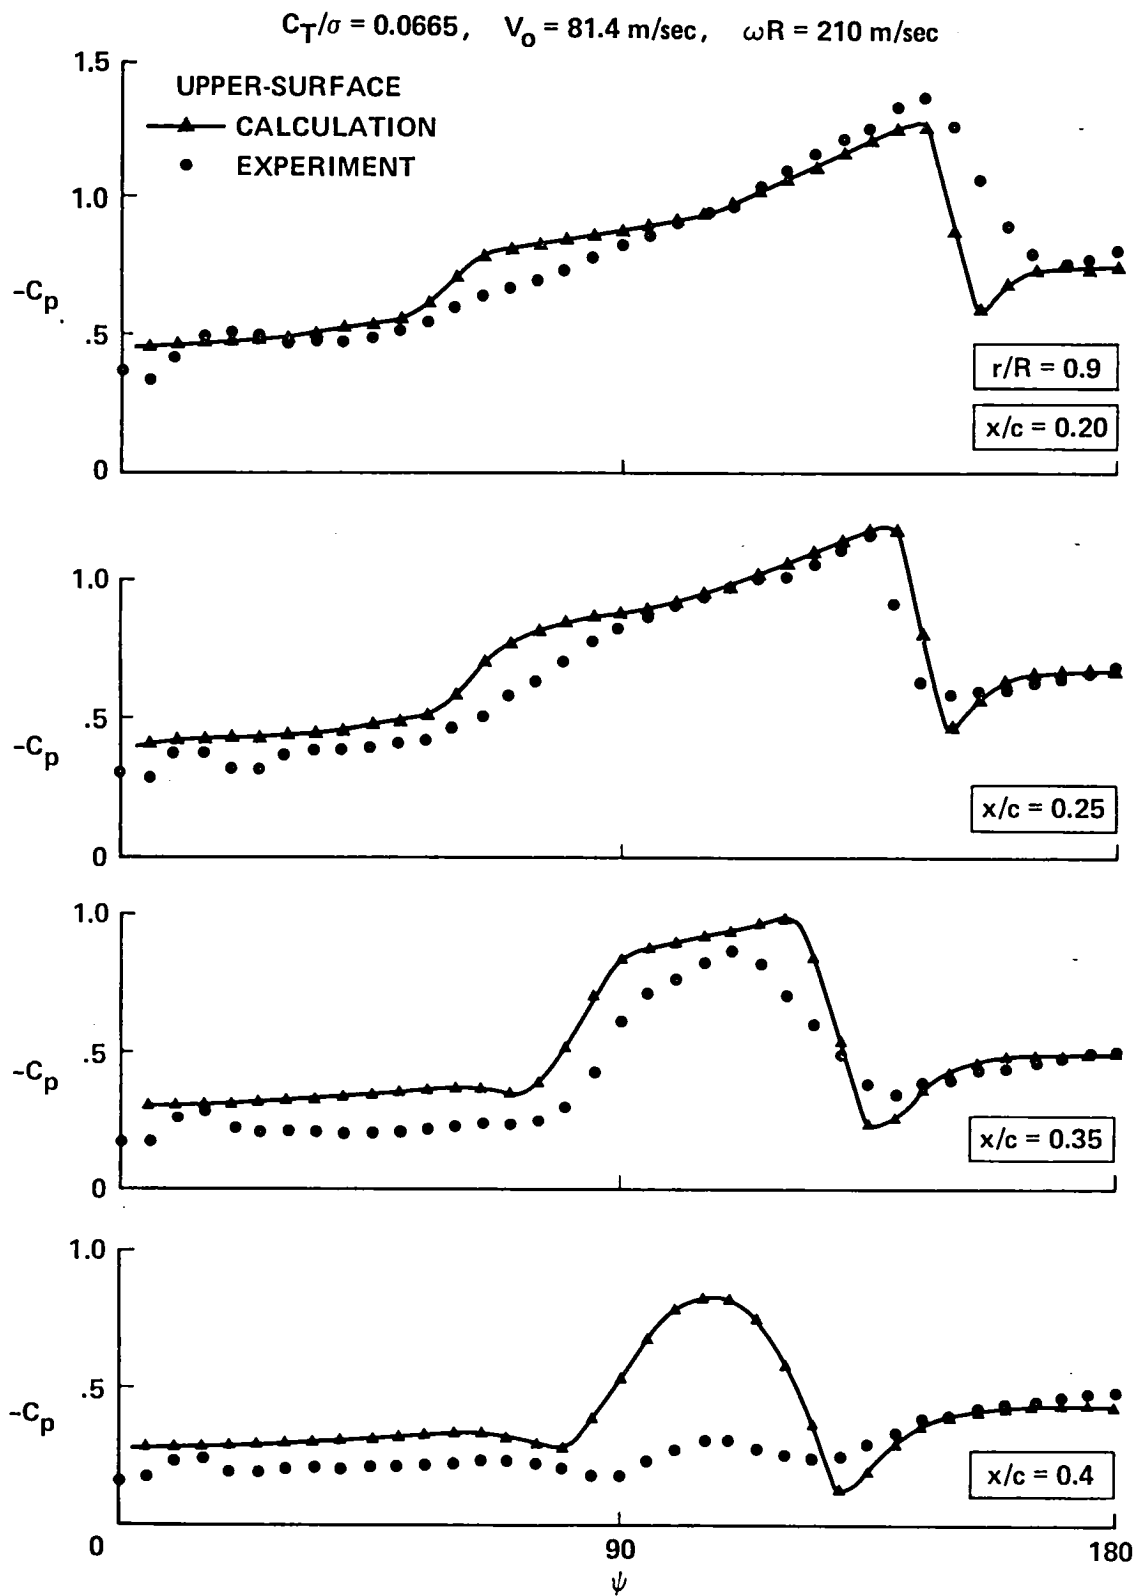 C_T/σ = 0.0665, V_o = 81.4 m/sec, ωR = 210 m/sec
1.5
UPPER-SURFACE
CALCULATION
EXPERIMENT
1.0
-C_p
.5
r/R = 0.9
x/c = 0.20
0
1.0
.5
-C_p
x/c = 0.25
0
1.0
.5
-C_p
x/c = 0.35
0
1.0
.5
-C_p
x/c = 0.4
0
0 90 180
ψ